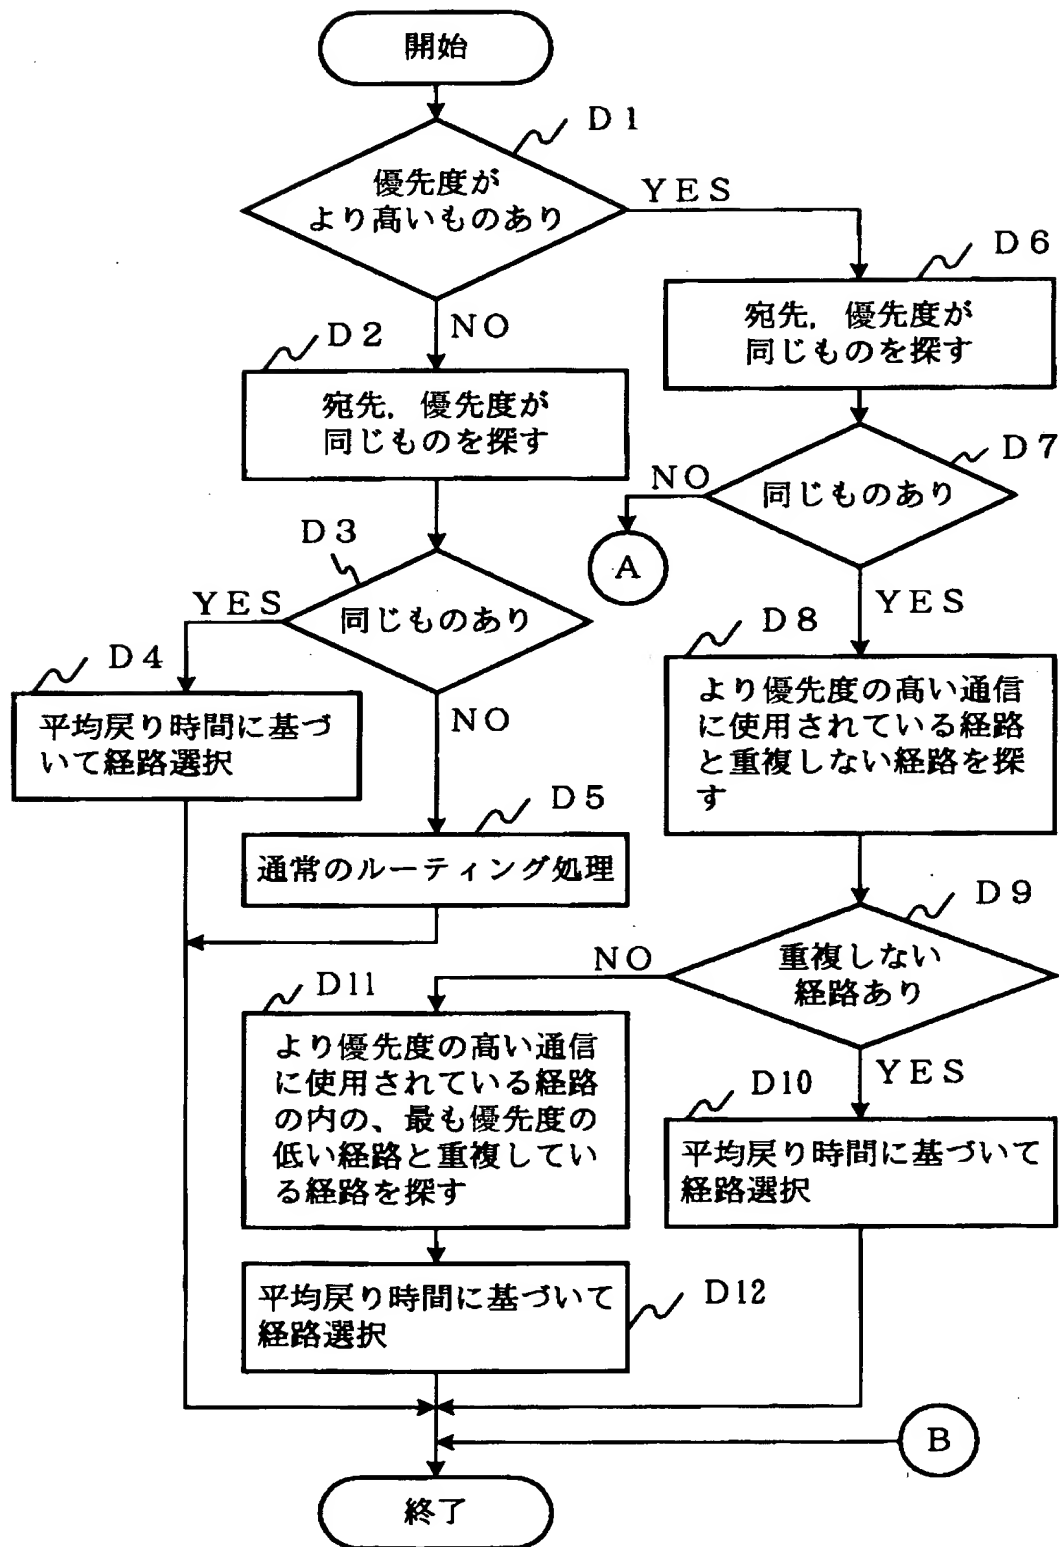 開始
D1
優先度が
より高いものあり
YES
NO
D2
宛先，優先度が
同じものを探す
D3
同じものあり
YES
NO
D4
平均戻り時間に基づ
いて経路選択
D5
通常のルーティング処理
D6
宛先，優先度が
同じものを探す
D7
同じものあり
NO
A
YES
D8
より優先度の高い通信
に使用されている経路
と重複しない経路を探
す
D9
重複しない
経路あり
NO
YES
D10
平均戻り時間に基づいて
経路選択
D11
より優先度の高い通信
に使用されている経路
の内の、最も優先度の
低い経路と重複してい
る経路を探す
D12
平均戻り時間に基づいて
経路選択
B
終了